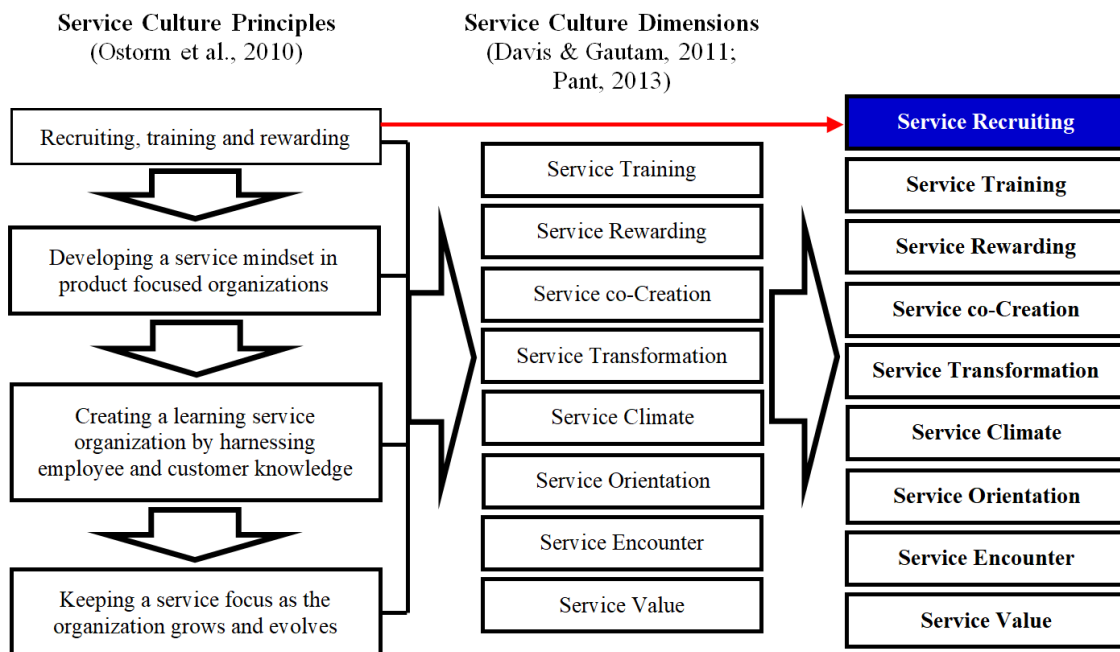 Service Culture Principles
(Ostorm et al., 2010)
Recruiting, training and rewarding
Developing a service mindset in
product focused organizations
Creating a learning service
organization by harnessing
employee and customer knowledge
Keeping a service focus as the
organization grows and evolves
Service Culture Dimensions
(Davis & Gautam, 2011;
Pant, 2013)
Service Training
Service Rewarding
Service co-Creation
Service Transformation
Service Climate
Service Orientation
Service Encounter
Service Value
Service Recruiting
Service Training
Service Rewarding
Service co-Creation
Service Transformation
Service Climate
Service Orientation
Service Encounter
Service Value